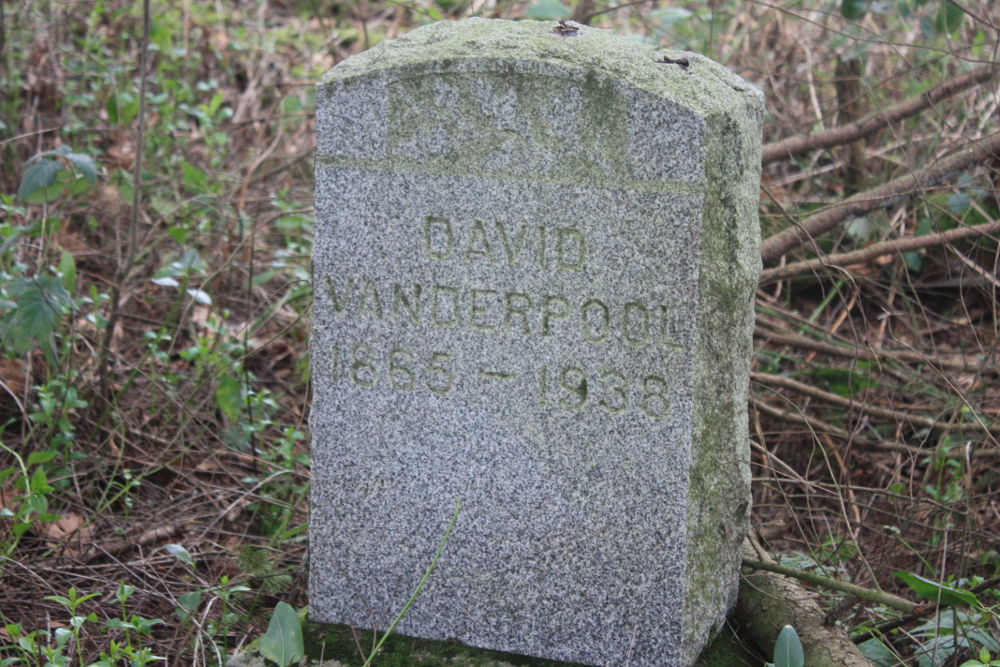 DAVID
VANDERPOOL
1865 - 1938